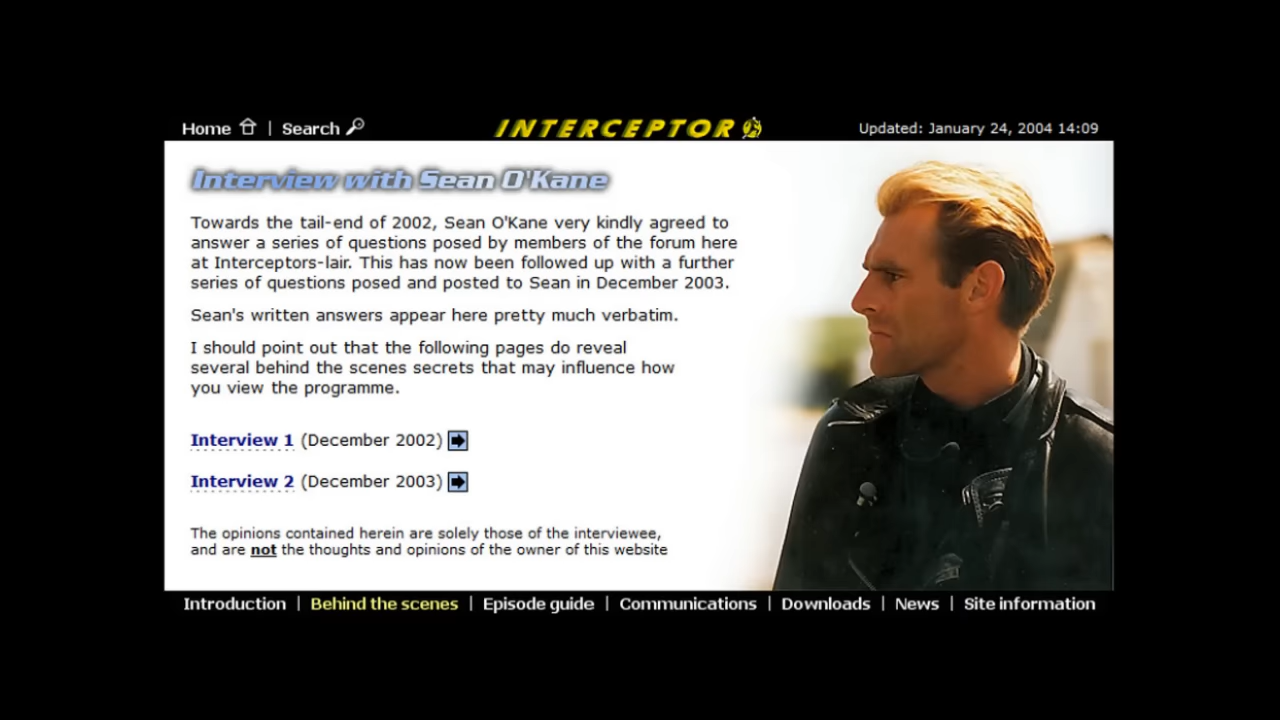 Home | Search
INTERCEPTOR
Updated: January 24, 2004 14:09
Interview with Sean O'Kane
Towards the tail-end of 2002, Sean O'Kane very kindly agreed to
answer a series of questions posed by members of the forum here
at Interceptors-lair. This has now been followed up with a further
series of questions posed and posted to Sean in December 2003.
Sean's written answers appear here pretty much verbatim.
I should point out that the following pages do reveal
several behind the scenes secrets that may influence how
you view the programme.
Interview 1 (December 2002)
Interview 2 (December 2003)
The opinions contained herein are solely those of the interviewee,
and are not the thoughts and opinions of the owner of this website
Introduction | Behind the scenes | Episode guide | Communications | Downloads | News | Site information